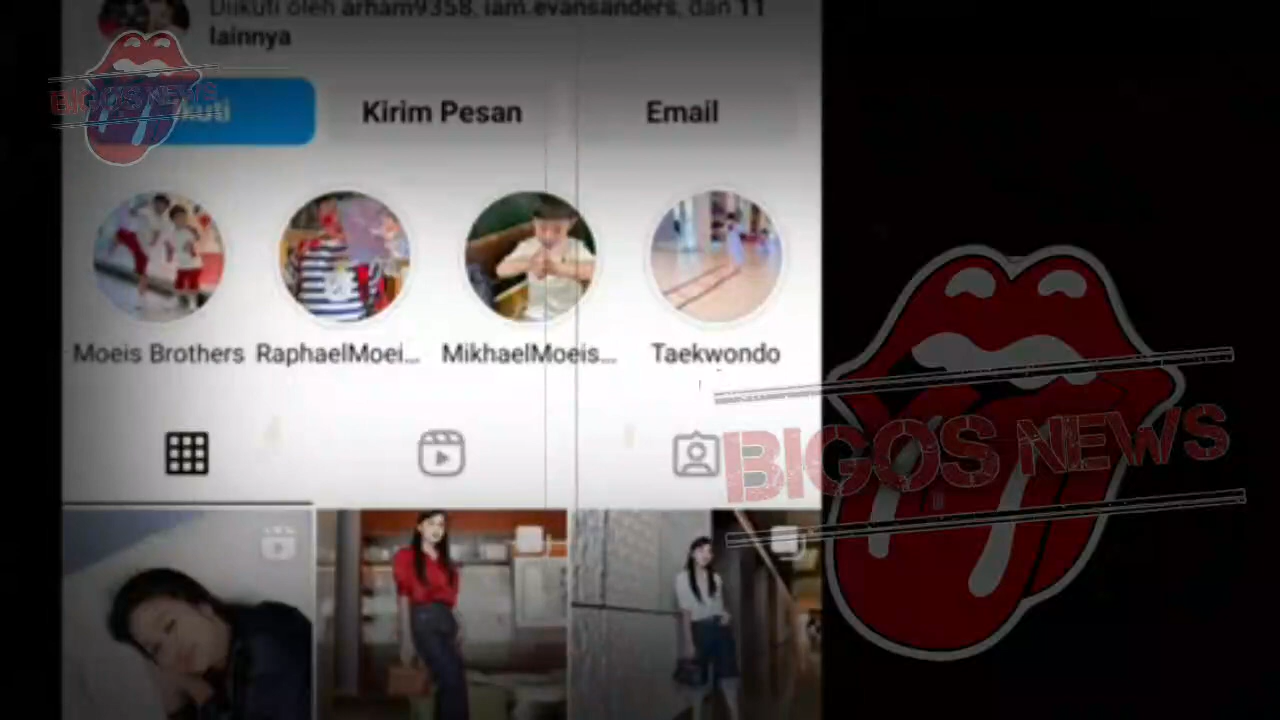 Diikuti oleh arham9358, iam.evansanders, dan 11
lainnya
BIGOS NEWS
Kirim Pesan
Email
Moeis Brothers
RaphaelMoei...
MikhaelMoeis...
Taekwondo
BIGOS NEWS